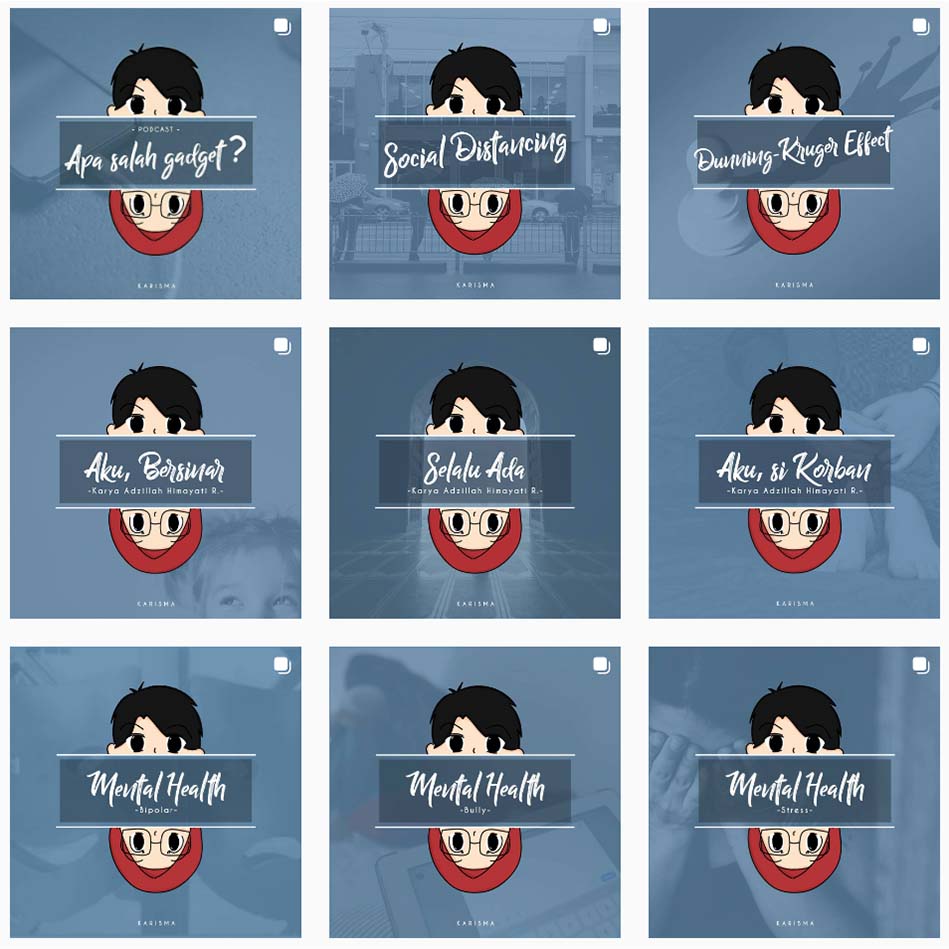 - PODCAST -
Apa salah gadget?
KARISMA
Social Distancing
KARISMA
Dunning-Kruger Effect
KARISMA
Aku, Bersinar
-Karya Adzillah Himayati R.-
KARISMA
Selalu Ada
-Karya Adzillah Himayati R.-
KARISMA
Aku, si Korban
-Karya Adzillah Himayati R.-
KARISMA
Mental Health
-Bipolar-
KARISMA
Mental Health
-Bully-
KARISMA
Mental Health
-Stress-
KARISMA